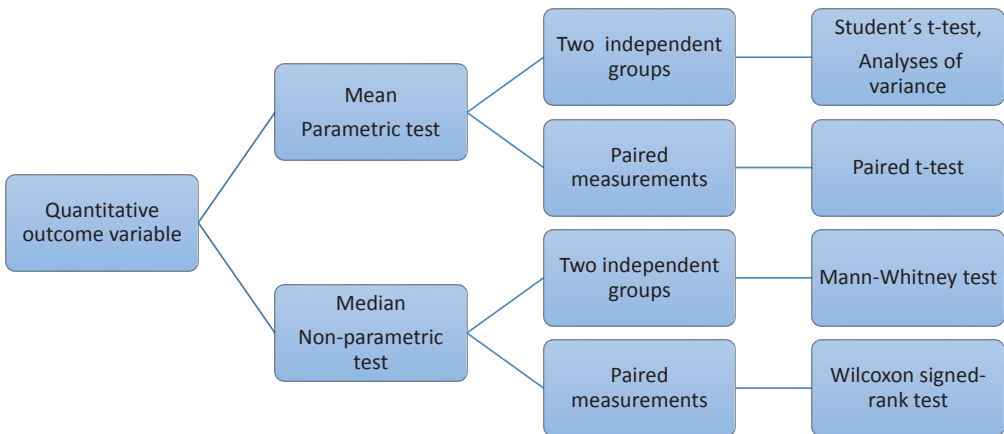 Quantitative
outcome variable
Mean
Parametric test
Two independent
groups
Student´s t-test,
Analyses of
variance
Paired
measurements
Paired t-test
Median
Non-parametric
test
Two independent
groups
Mann-Whitney test
Paired
measurements
Wilcoxon signed-
rank test